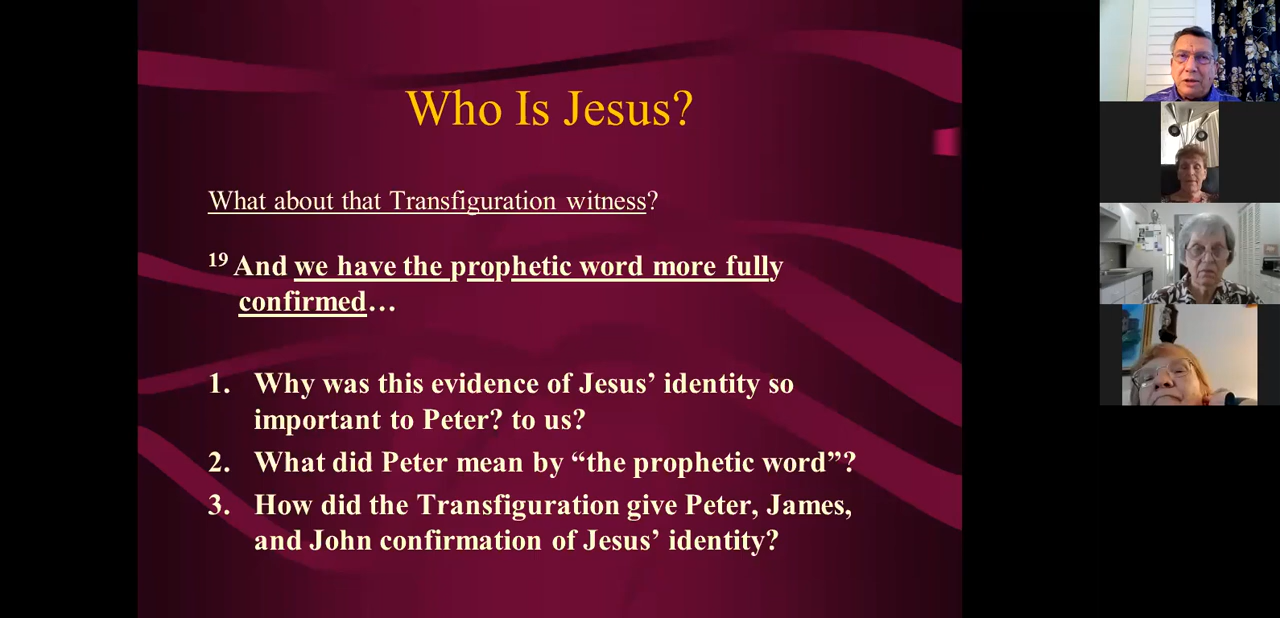 Who Is Jesus?
What about that Transfiguration witness?
19 And we have the prophetic word more fully
confirmed…
1. Why was this evidence of Jesus’ identity so
important to Peter? to us?
2. What did Peter mean by “the prophetic word”?
3. How did the Transfiguration give Peter, James,
and John confirmation of Jesus’ identity?